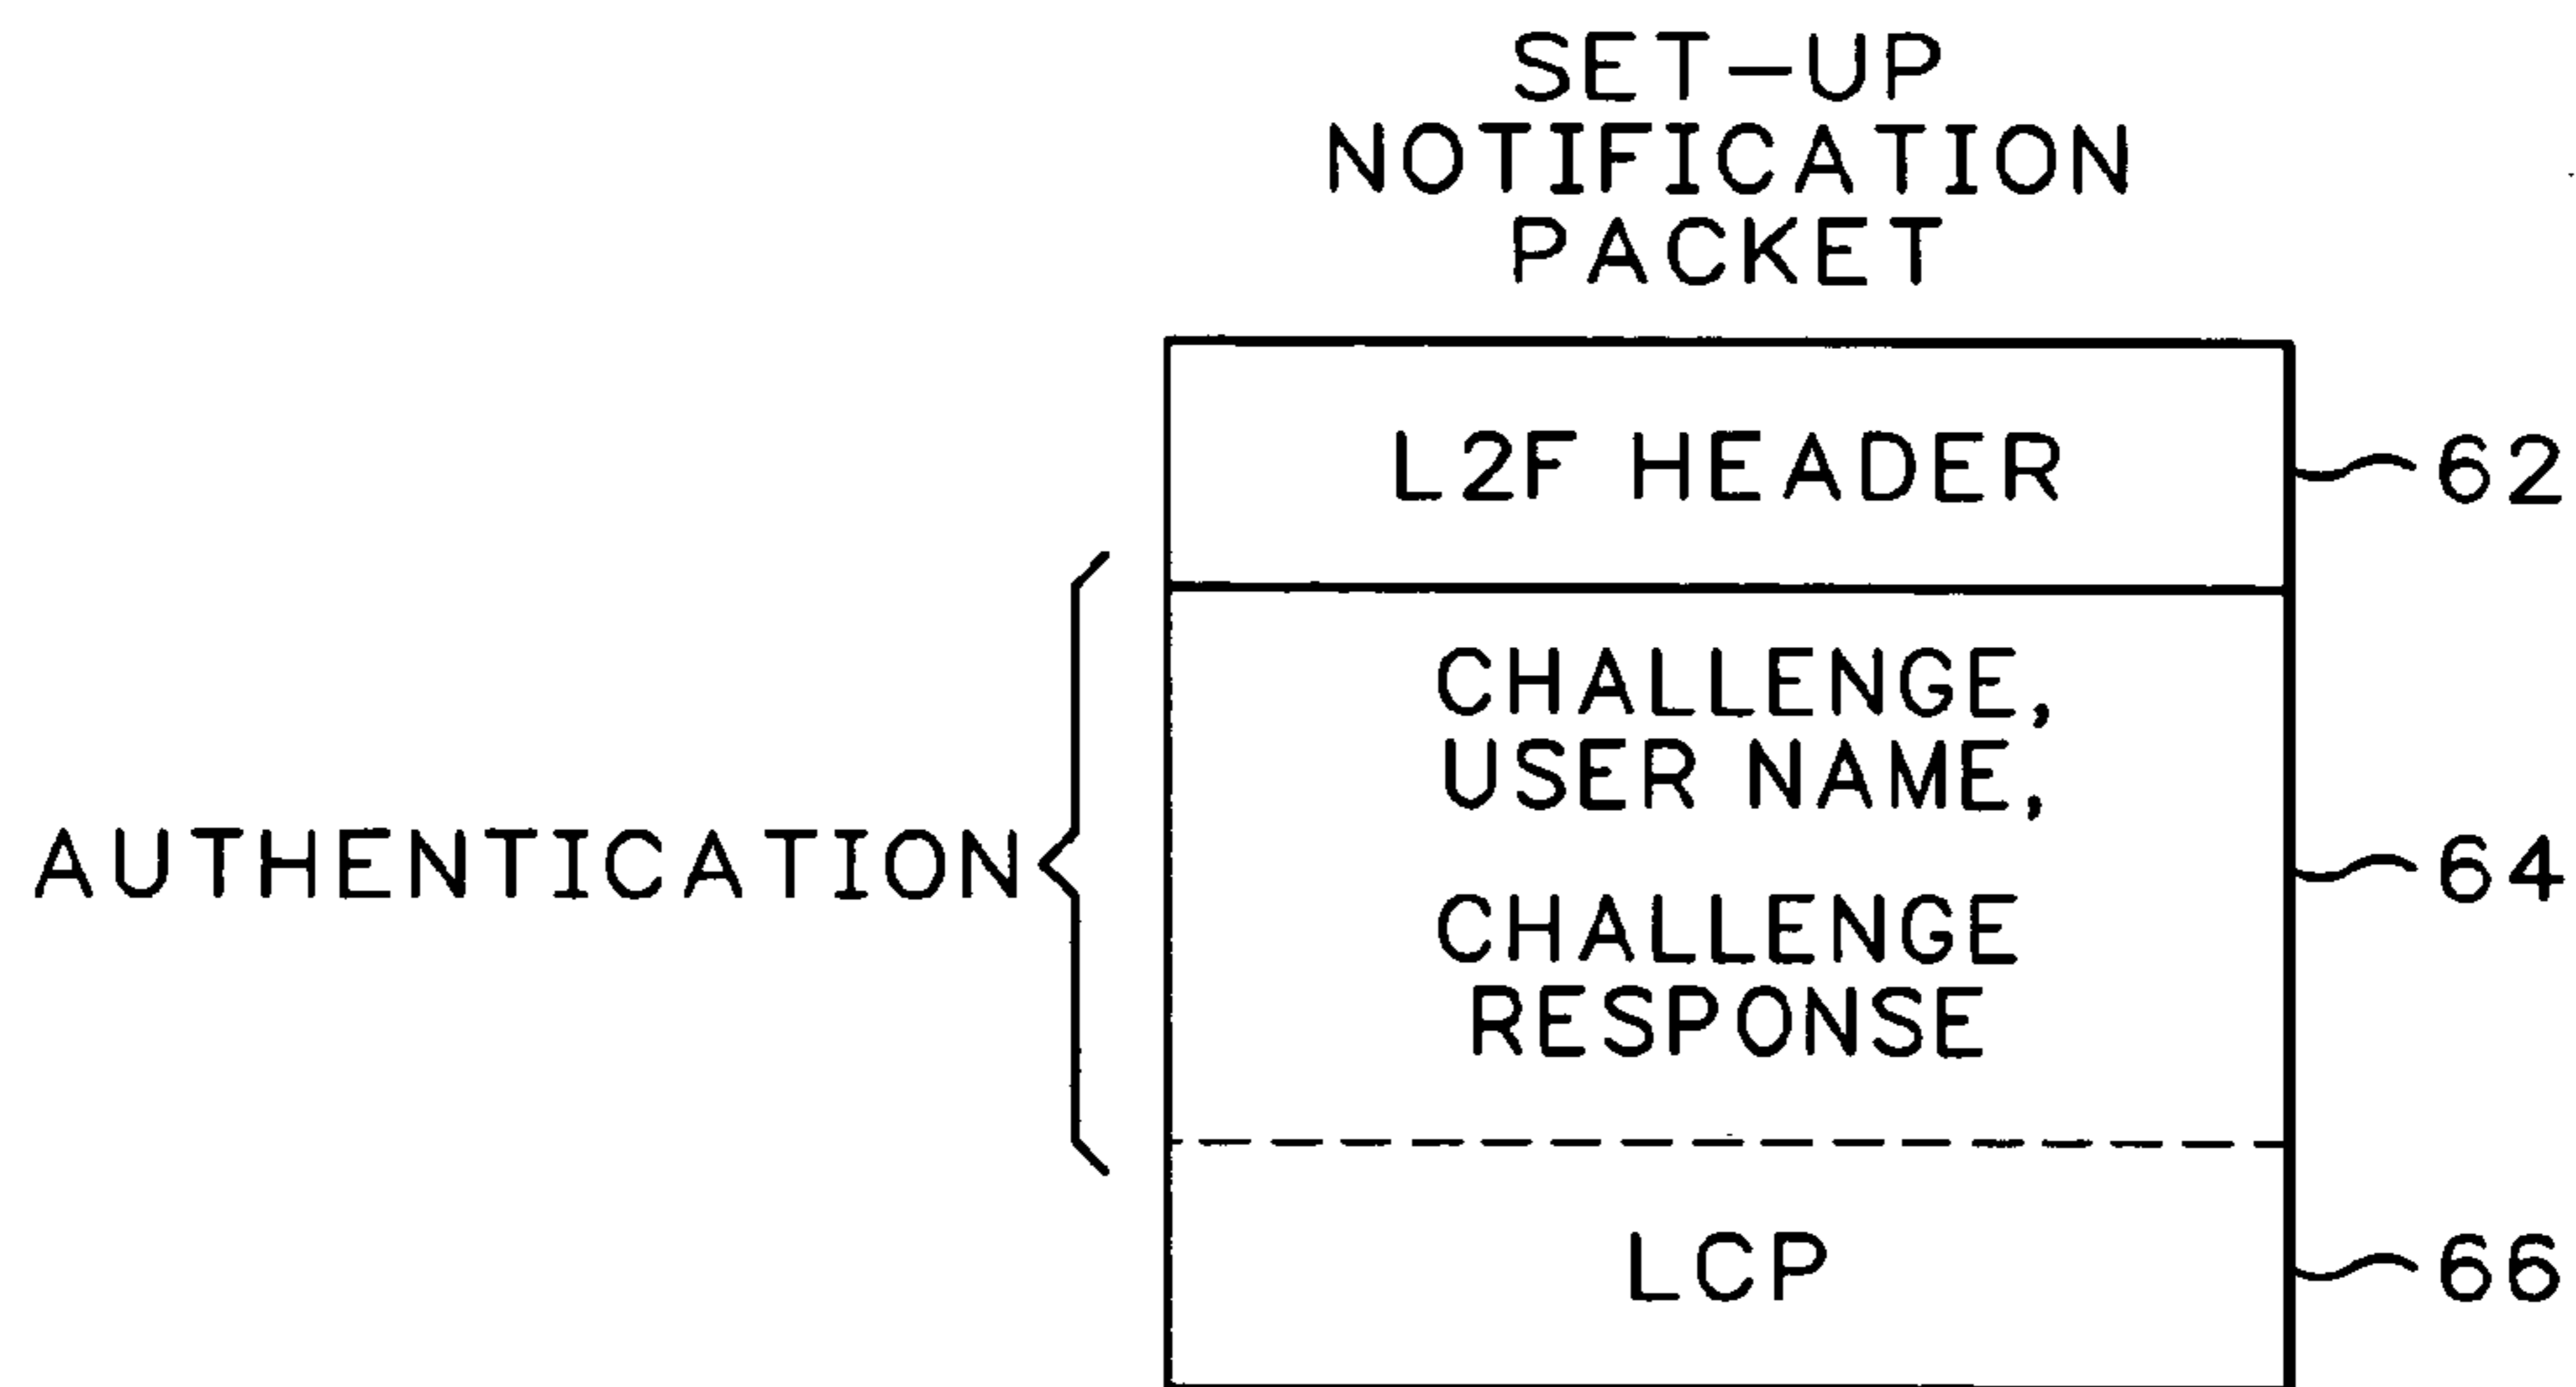 SET-UP
NOTIFICATION
PACKET
L2F HEADER
62
AUTHENTICATION
CHALLENGE,
USER NAME,
CHALLENGE
RESPONSE
64
LCP
66